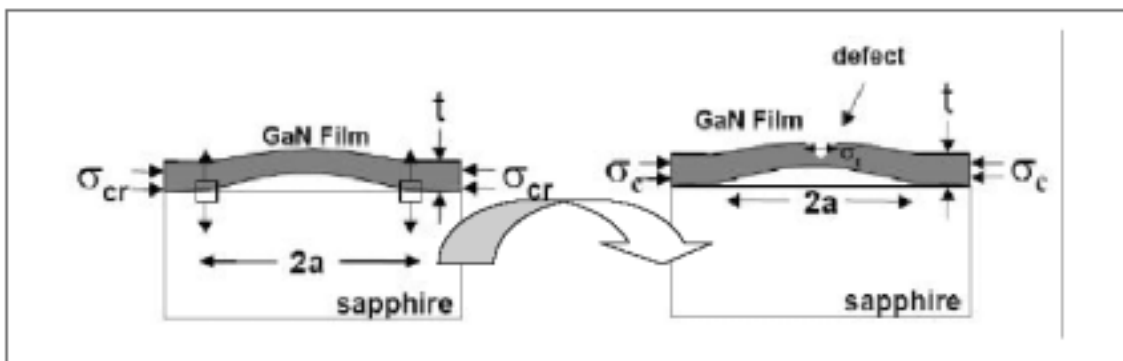 t
GaN Film
σcr
σcr
2a
sapphire
defect
t
GaN Film
σc
σc
2a
sapphire